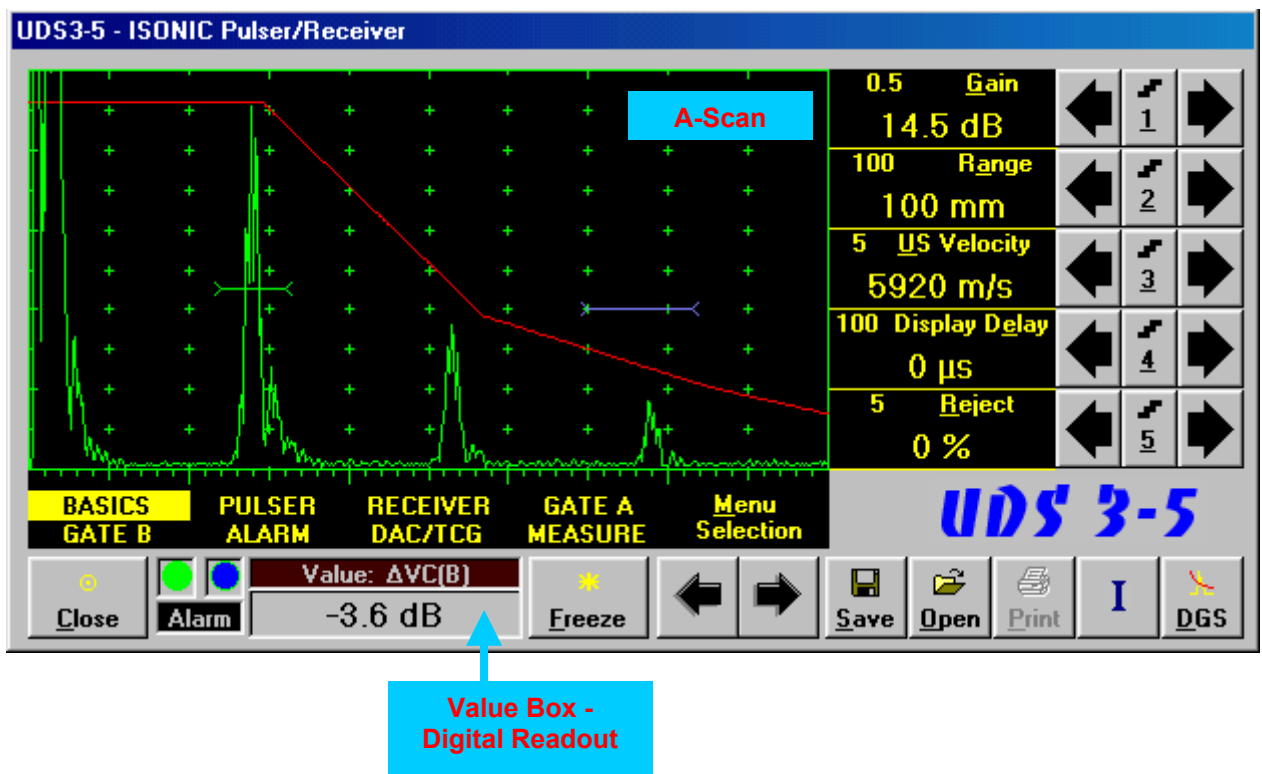 UDS3-5 - ISONIC Pulser/Receiver
A-Scan
0.5 Gain
14.5 dB
1
100 Range
100 mm
2
5 US Velocity
5920 m/s
3
100 Display Delay
0 µs
4
5 Reject
0 %
5
BASICS PULSER RECEIVER GATE A Menu
GATE B ALARM DAC/TCG MEASURE Selection
UDS 3-5
Close
Alarm
Value: ΔVC(B)
-3.6 dB
Freeze
Save
Open
Print
I
DGS
Value Box -
Digital Readout